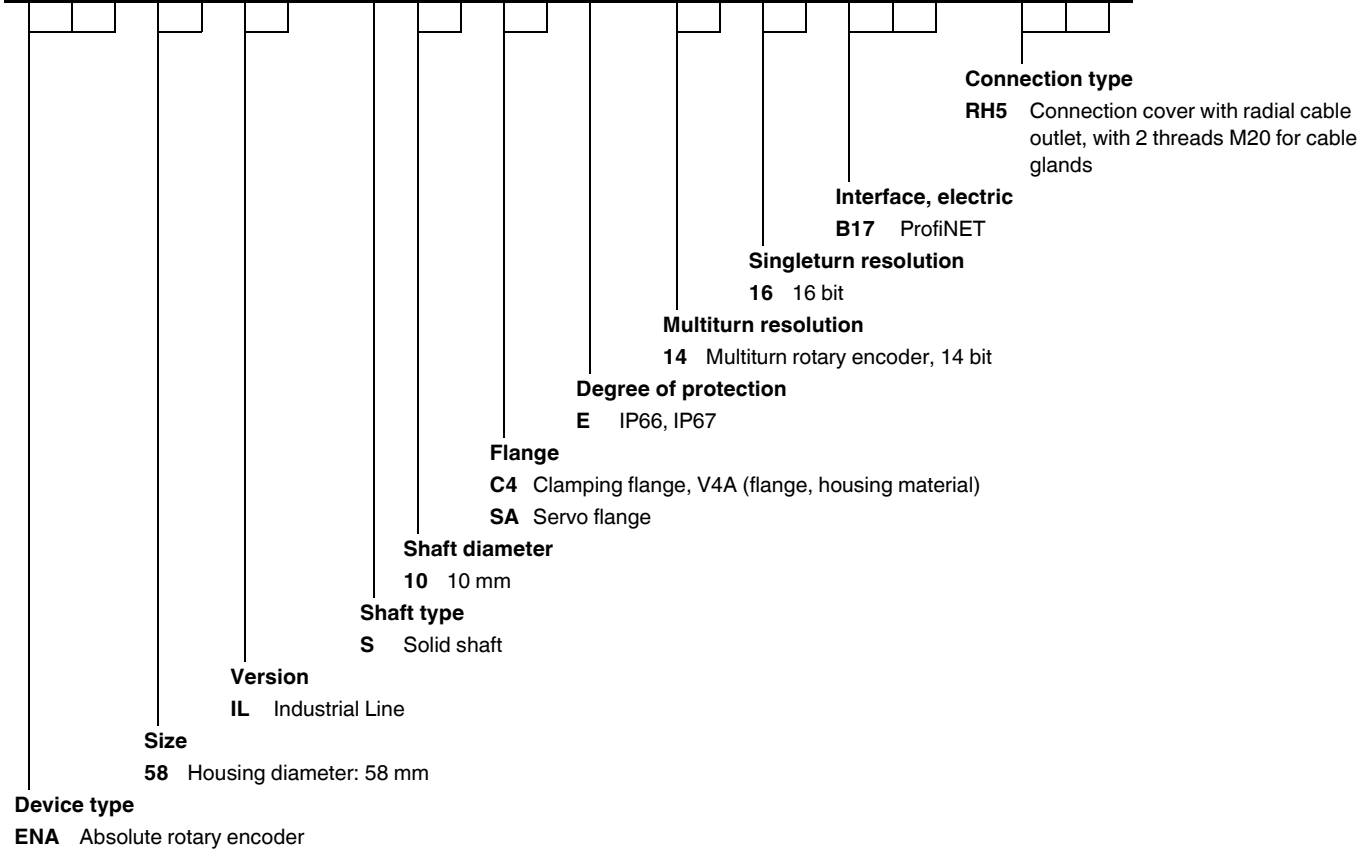 Connection type
RH5 Connection cover with radial cable
outlet, with 2 threads M20 for cable
glands
Interface, electric
B17 ProfiNET
Singleturn resolution
16 16 bit
Multiturn resolution
14 Multiturn rotary encoder, 14 bit
Degree of protection
E IP66, IP67
Flange
C4 Clamping flange, V4A (flange, housing material)
SA Servo flange
Shaft diameter
10 10 mm
Shaft type
S Solid shaft
Version
IL Industrial Line
Size
58 Housing diameter: 58 mm
Device type
ENA Absolute rotary encoder